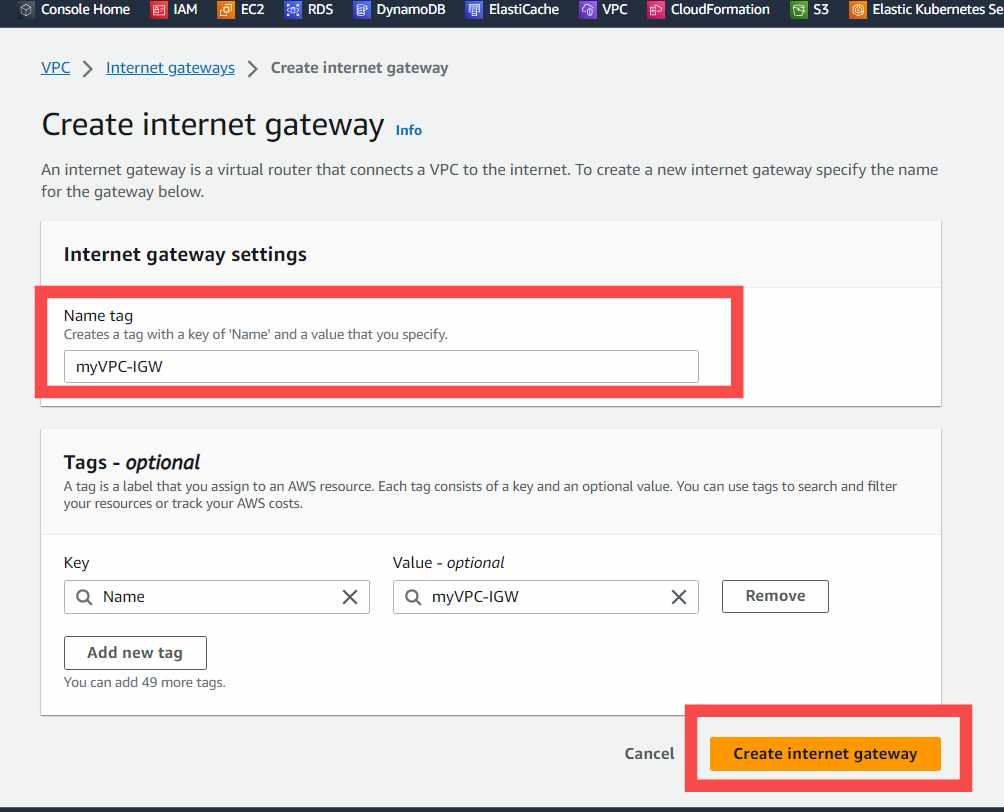 Console Home IAM EC2 RDS DynamoDB ElastiCache VPC CloudFormation S3 Elastic Kubernetes Se
VPC Internet gateways Create internet gateway
Create internet gateway Info
An internet gateway is a virtual router that connects a VPC to the internet. To create a new internet gateway specify the name
for the gateway below.
Internet gateway settings
Name tag
Creates a tag with a key of 'Name' and a value that you specify.
myVPC-IGW
Tags - optional
A tag is a label that you assign to an AWS resource. Each tag consists of a key and an optional value. You can use tags to search and filter
your resources or track your AWS costs.
Key Value - optional
Name myVPC-IGW Remove
Add new tag
You can add 49 more tags.
Cancel Create internet gateway